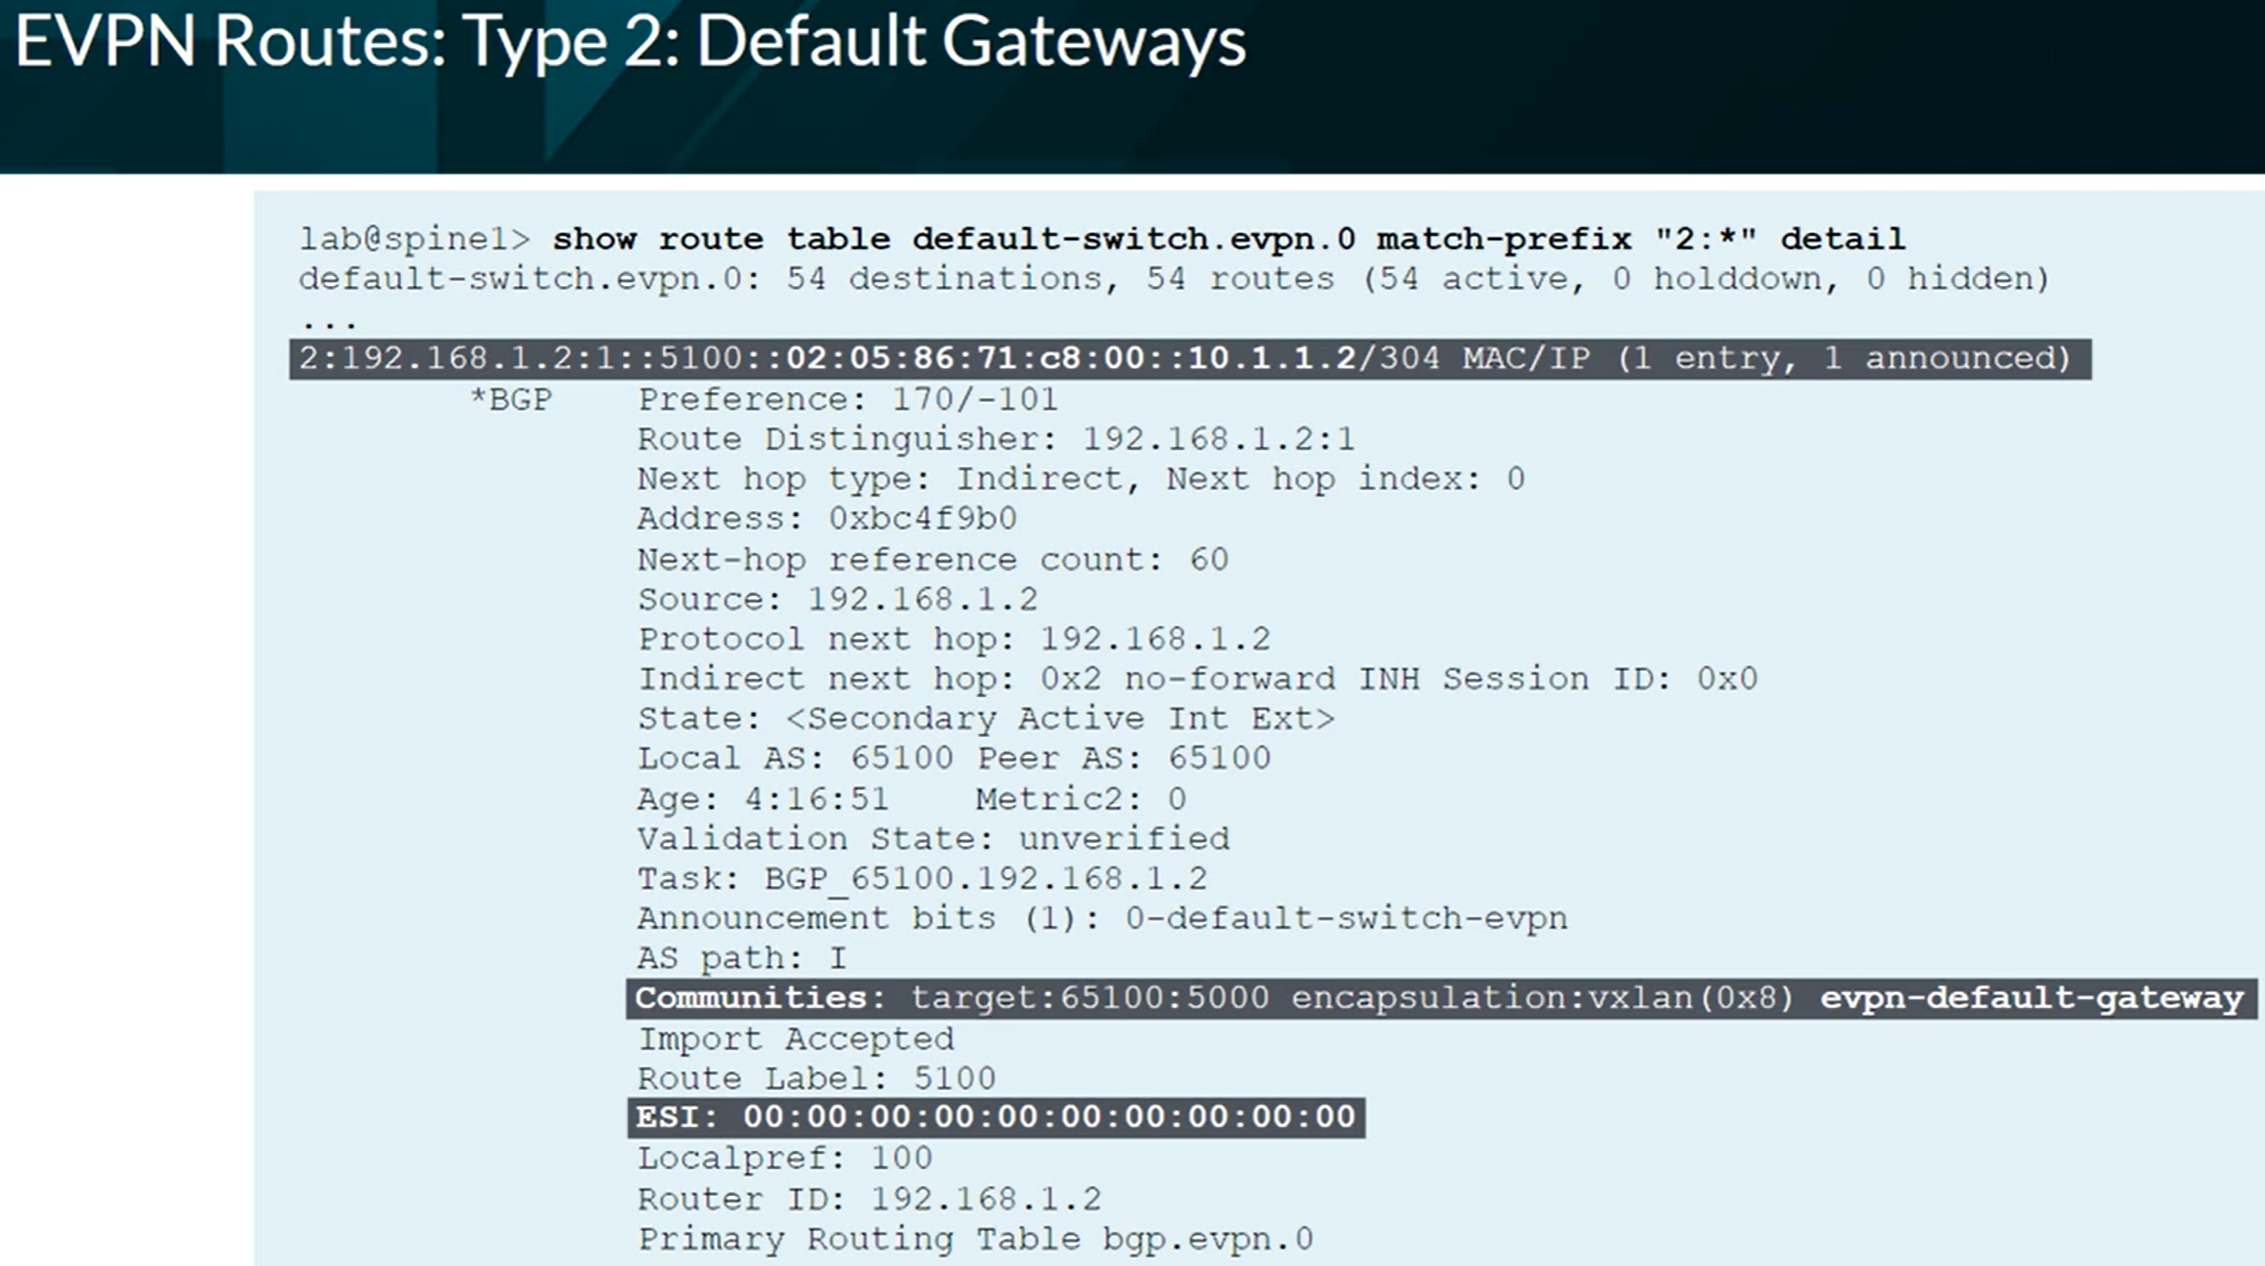 EVPN Routes: Type 2: Default Gateways
lab@spine1> show route table default-switch.evpn.0 match-prefix "2:*" detail
default-switch.evpn.0: 54 destinations, 54 routes (54 active, 0 holddown, 0 hidden)
...
2:192.168.1.2:1::5100::02:05:86:71:c8:00::10.1.1.2/304 MAC/IP (1 entry, 1 announced)
*BGP Preference: 170/-101
Route Distinguisher: 192.168.1.2:1
Next hop type: Indirect, Next hop index: 0
Address: 0xbc4f9b0
Next-hop reference count: 60
Source: 192.168.1.2
Protocol next hop: 192.168.1.2
Indirect next hop: 0x2 no-forward INH Session ID: 0x0
State: <Secondary Active Int Ext>
Local AS: 65100 Peer AS: 65100
Age: 4:16:51 Metric2: 0
Validation State: unverified
Task: BGP_65100.192.168.1.2
Announcement bits (1): 0-default-switch-evpn
AS path: I
Communities: target:65100:5000 encapsulation:vxlan(0x8) evpn-default-gateway
Import Accepted
Route Label: 5100
ESI: 00:00:00:00:00:00:00:00:00:00
Localpref: 100
Router ID: 192.168.1.2
Primary Routing Table bgp.evpn.0